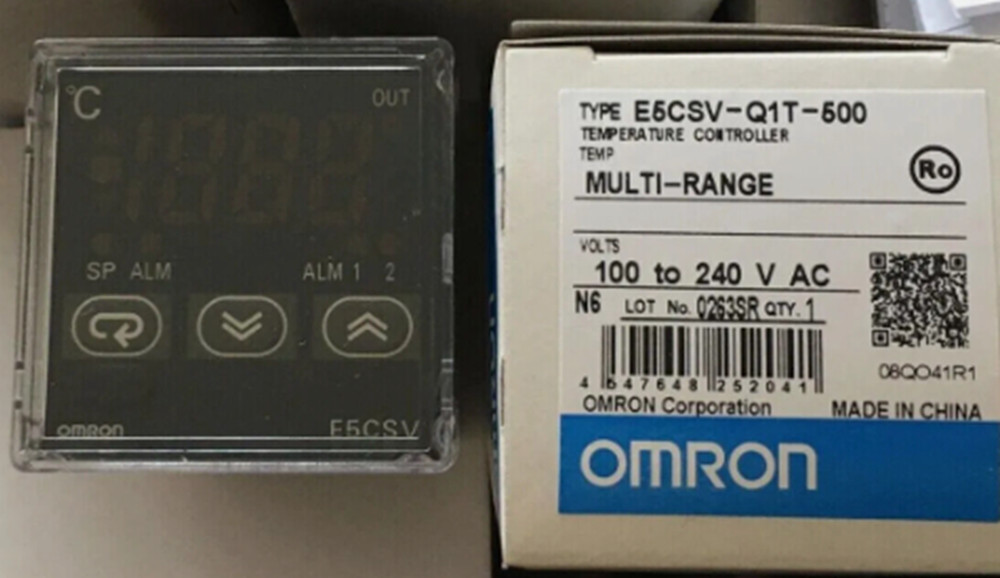 °C
OUT
SP ALM
ALM 1 2
OMRON
E5CSV
TYPE E5CSV-Q1T-500
TEMPERATURE CONTROLLER
TEMP
MULTI-RANGE
Ro
VOLTS
100 to 240 V AC
N6 LOT No. 0263SR QTY. 1
4 547648 252041
08QO41R1
OMRON Corporation MADE IN CHINA
OMRON